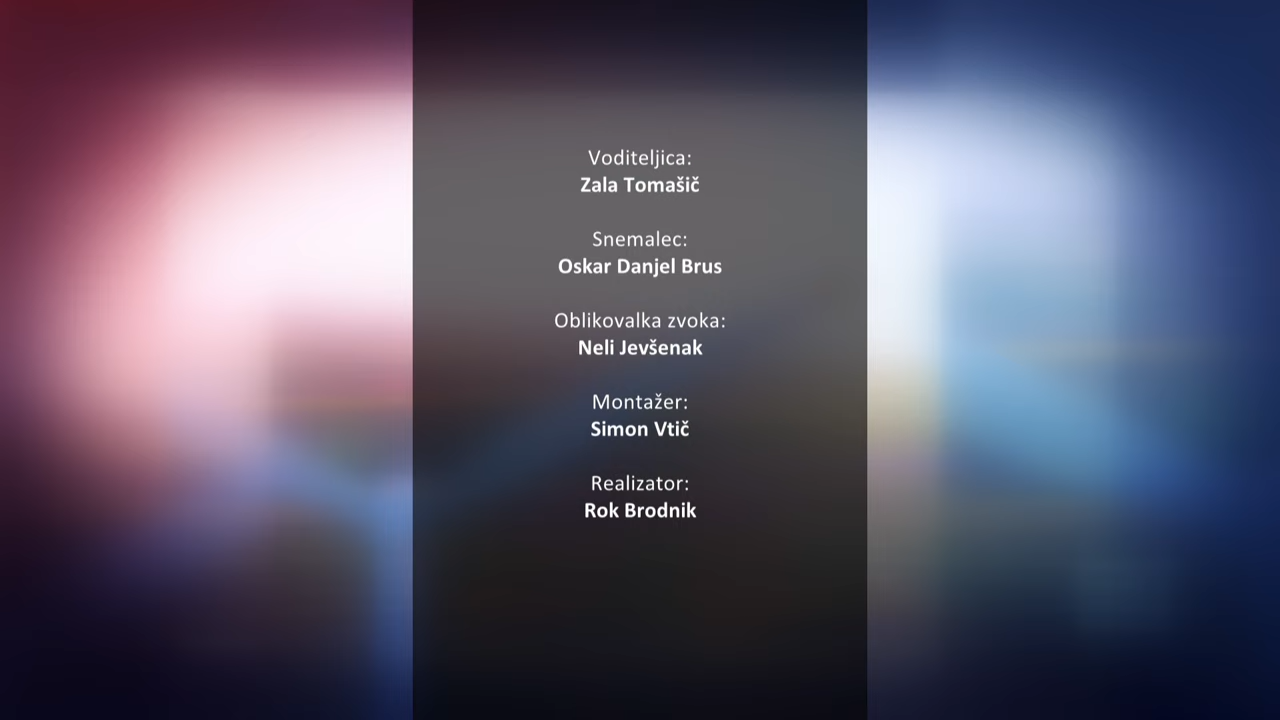 Voditeljica:
Zala Tomašič
Snemalec:
Oskar Danjel Brus
Oblikovalka zvoka:
Neli Jevšenak
Montažer:
Simon Vtič
Realizator:
Rok Brodnik